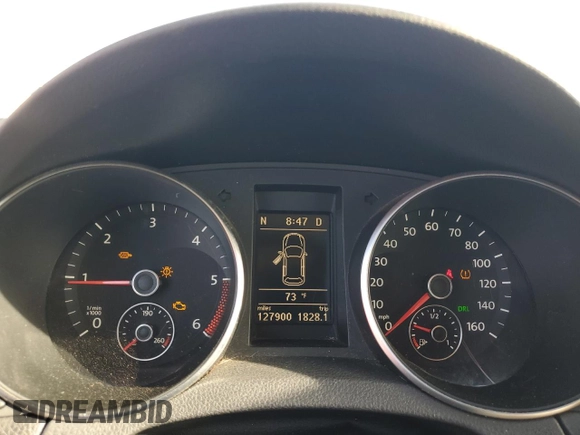 N 8:47 D
73 °F
miles trip
127900 1828.1
0 1 2 3 4 5 6
1/min
x1000
190
260
0 20 30 40 50 60 70 80 100 120 140 160
mph
1/2
DRL
DREAMBID